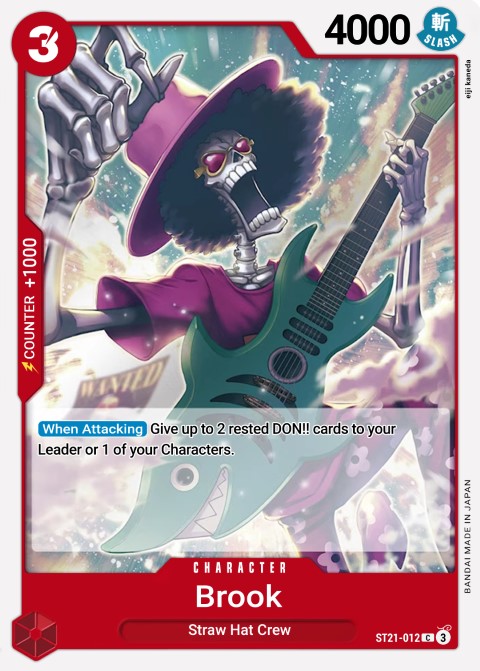 3
4000
斬
SLASH
eiji kaneda
COUNTER +1000
WANTED
When Attacking Give up to 2 rested DON!! cards to your
Leader or 1 of your Characters.
BANDAI MADE IN JAPAN
CHARACTER
Brook
Straw Hat Crew
ST21-012 C 3